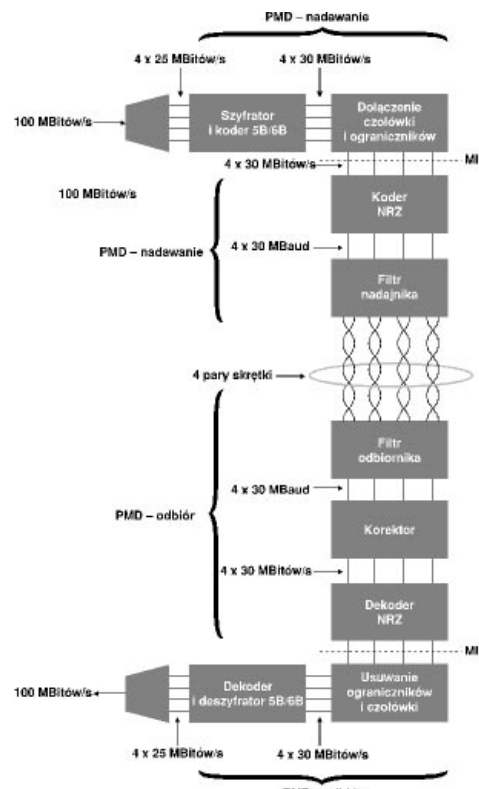 PMD – nadawanie
4 x 25 MBitów/s
4 x 30 MBitów/s
100 MBitów/s
Szyfrator
i koder 5B/6B
Dołączenie
czołówki
i ograniczników
4 x 30 MBitów/s
MI
100 MBitów/s
Koder
NRZ
PMD – nadawanie
4 x 30 MBaud
Filtr
nadajnika
4 pary skrętki
Filtr
odbiornika
4 x 30 MBaud
PMD – odbiór
Korektor
4 x 30 MBitów/s
Dekoder
NRZ
MI
100 MBitów/s
Dekoder
i deszyfrator 5B/6B
Usuwanie
ograniczników
i czołówki
4 x 25 MBitów/s
4 x 30 MBitów/s